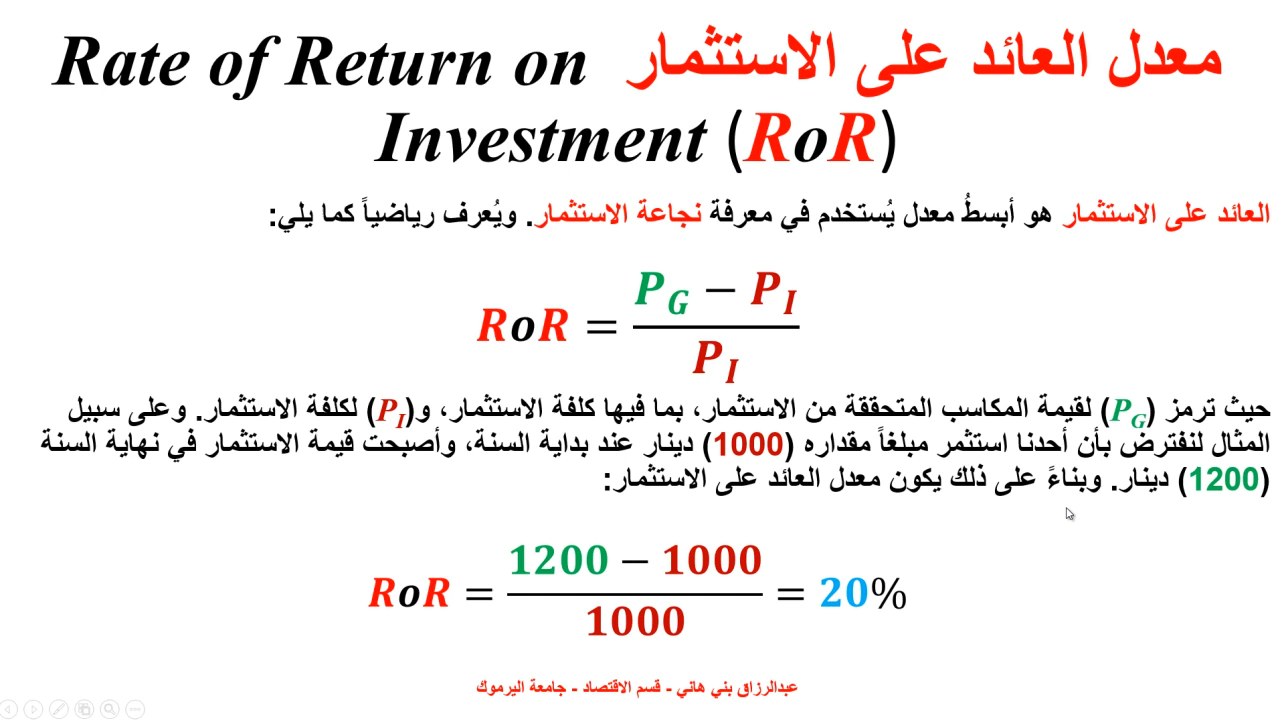 معدل العائد على الاستثمار Rate of Return on
Investment (RoR)
العائد على الاستثمار هو أبسطُ معدل يُستخدم في معرفة نجاعة الاستثمار. ويُعرف رياضياً كما يلي:
RoR = (P_G − P_I) / P_I
حيث ترمز (P_G) لقيمة المكاسب المتحققة من الاستثمار، بما فيها كلفة الاستثمار، و(P_I) لكلفة الاستثمار. وعلى سبيل
المثال لنفترض بأن أحدنا استثمر مبلغاً مقداره (1000) دينار عند بداية السنة، وأصبحت قيمة الاستثمار في نهاية السنة
(1200) دينار. وبناءً على ذلك يكون معدل العائد على الاستثمار:
RoR = (1200 − 1000) / 1000 = 20%
عبدالرزاق بني هاني - قسم الاقتصاد - جامعة اليرموك